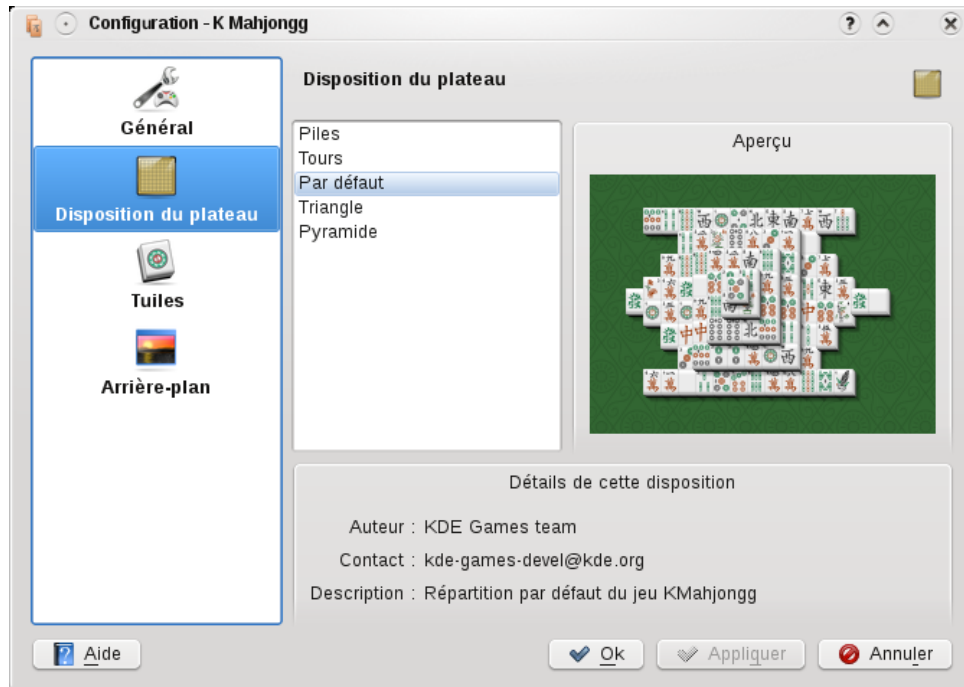 Configuration - K Mahjongg
?
Général
Disposition du plateau
Tuiles
Arrière-plan
Disposition du plateau
Piles
Tours
Par défaut
Triangle
Pyramide
Aperçu
Détails de cette disposition
Auteur : KDE Games team
Contact : kde-games-devel@kde.org
Description : Répartition par défaut du jeu KMahjongg
? Aide
Ok
Appliquer
Annuler